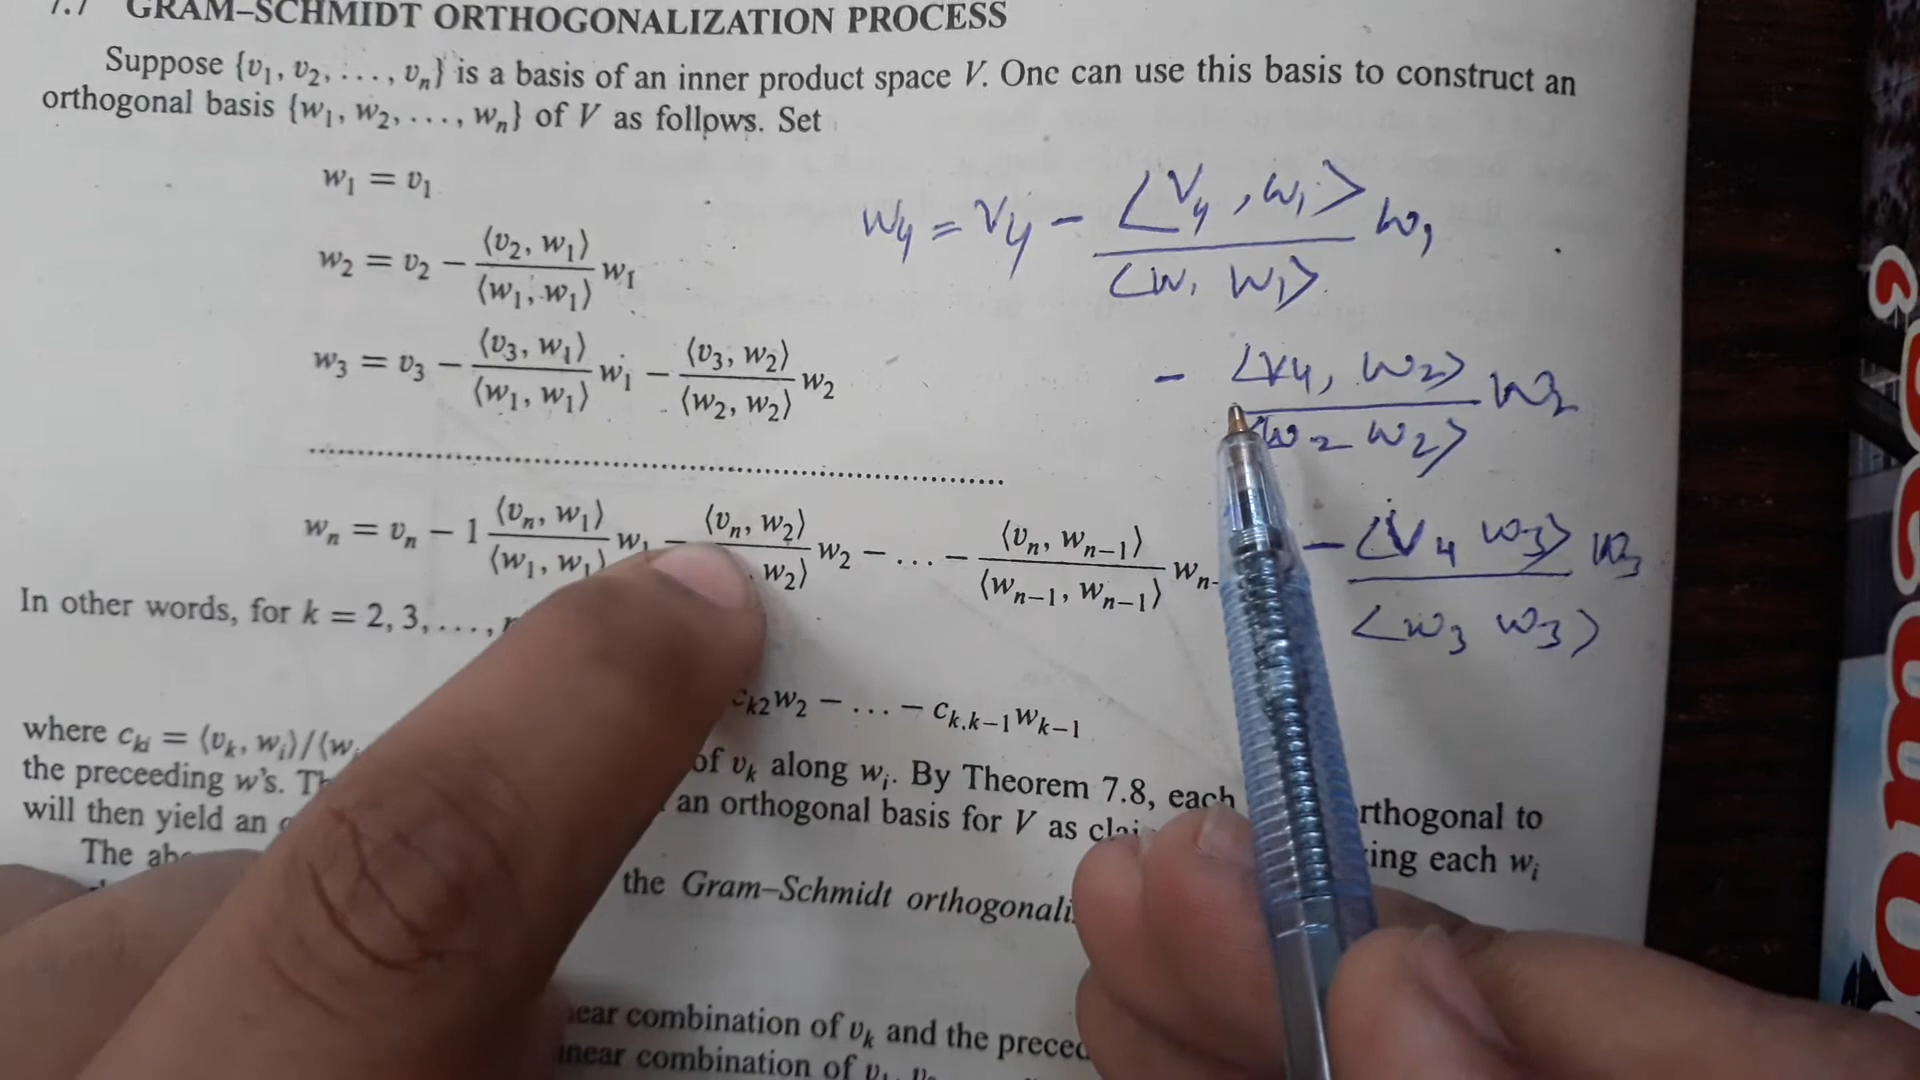 7.7 GRAM–SCHMIDT ORTHOGONALIZATION PROCESS
Suppose {v₁, v₂, . . . , vₙ} is a basis of an inner product space V. One can use this basis to construct an
orthogonal basis {w₁, w₂, . . . , wₙ} of V as follows. Set
w₁ = v₁
w₂ = v₂ − ⟨v₂, w₁⟩/⟨w₁, w₁⟩ w₁
w₃ = v₃ − ⟨v₃, w₁⟩/⟨w₁, w₁⟩ w₁ − ⟨v₃, w₂⟩/⟨w₂, w₂⟩ w₂
wₙ = vₙ − 1 ⟨vₙ, w₁⟩/⟨w₁, w₁⟩ w₁ − ⟨vₙ, w₂⟩/ w₂⟩ w₂ − . . . − ⟨vₙ, wₙ₋₁⟩/⟨wₙ₋₁, wₙ₋₁⟩ wₙ₋
w₄ = v₄ − ⟨v₄, w₁⟩/⟨w₁ w₁⟩ w₁
− ⟨v₄, w₂⟩/⟨w₂ w₂⟩ w₂
− ⟨v₄ w₃⟩/⟨w₃ w₃⟩ w₃
In other words, for k = 2, 3, . . . ,
cₖ₂w₂ − . . . − cₖ.ₖ₋₁wₖ₋₁
where cₖᵢ = ⟨vₖ, wᵢ⟩/⟨w of vₖ along wᵢ. By Theorem 7.8, each rthogonal to
the preceeding w's. an orthogonal basis for V as ing each wᵢ
will then yield an
The the Gram–Schmidt orthogonali
near combination of vₖ and the preced
near combination of